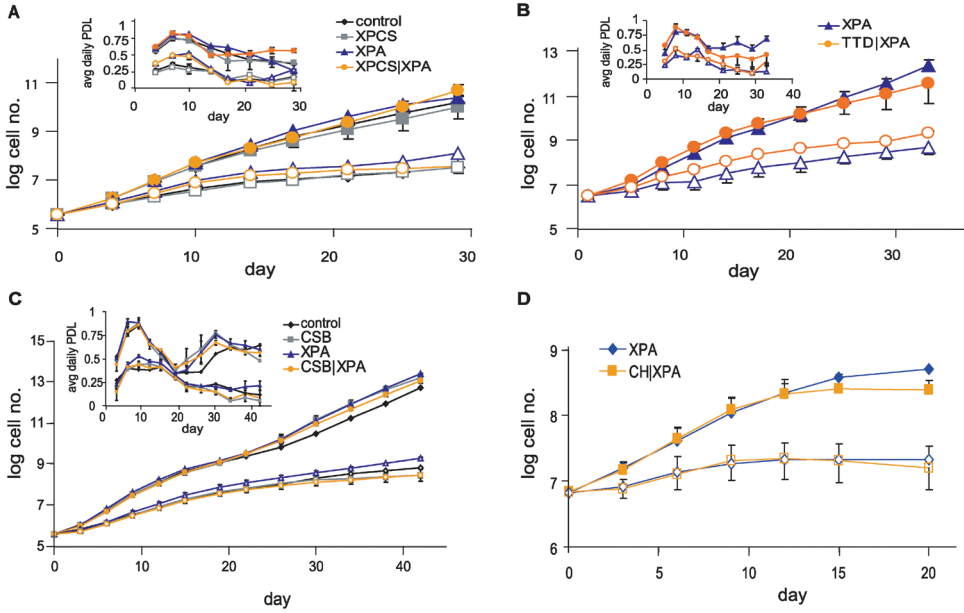 A
avg daily PDL
1
0.75
0.5
0.25
0
10
20
30
day
control
XPCS
XPA
XPCS|XPA
log cell no.
11
9
7
5
0
10
20
30
day
B
avg daily PDL
1
0.75
0.5
0.25
0
0
10
20
30
40
day
XPA
TTD|XPA
log cell no.
13
11
9
7
5
0
10
20
30
day
C
avg daily PDL
1
0.75
0.5
0.25
0
0
10
20
30
40
day
control
CSB
XPA
CSB|XPA
log cell no.
15
13
11
9
7
5
0
10
20
30
40
day
D
XPA
CH|XPA
log cell no.
9
8
7
6
0
5
10
15
20
day